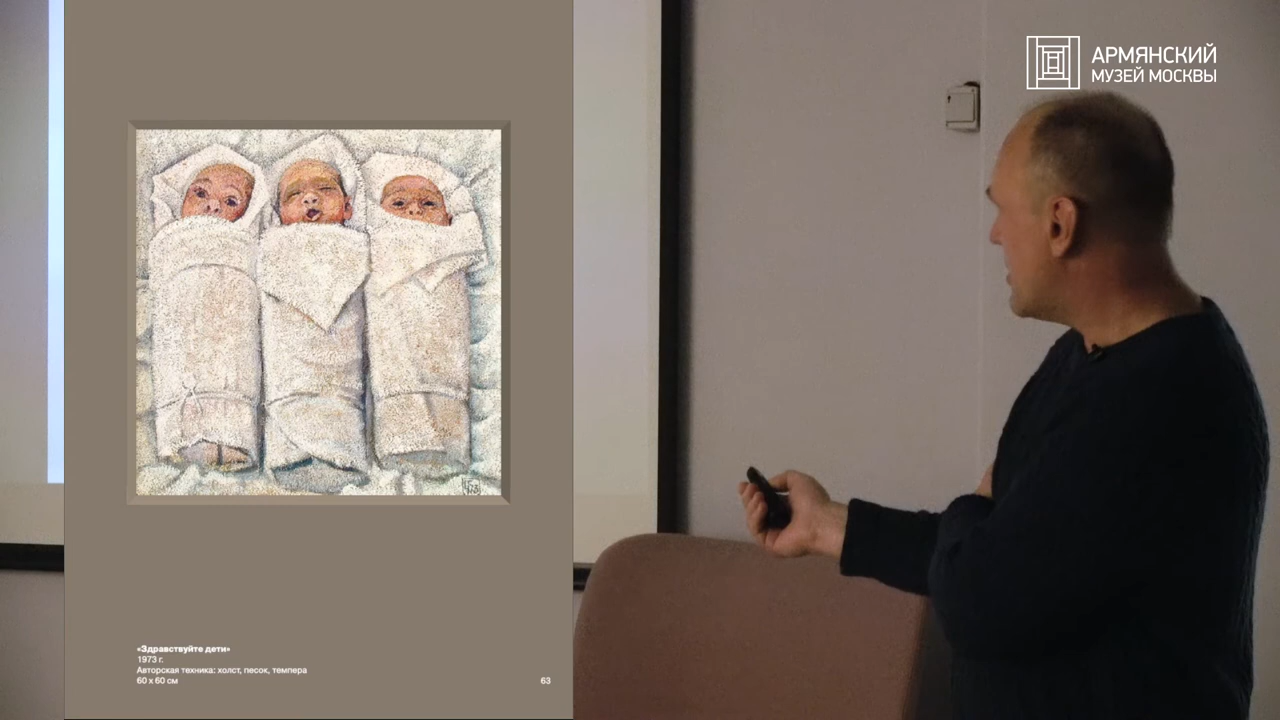 АРМЯНСКИЙ
МУЗЕЙ МОСКВЫ
«Здравствуйте дети»
1973 г.
Авторская техника: холст, песок, темпера
60 х 60 см
63